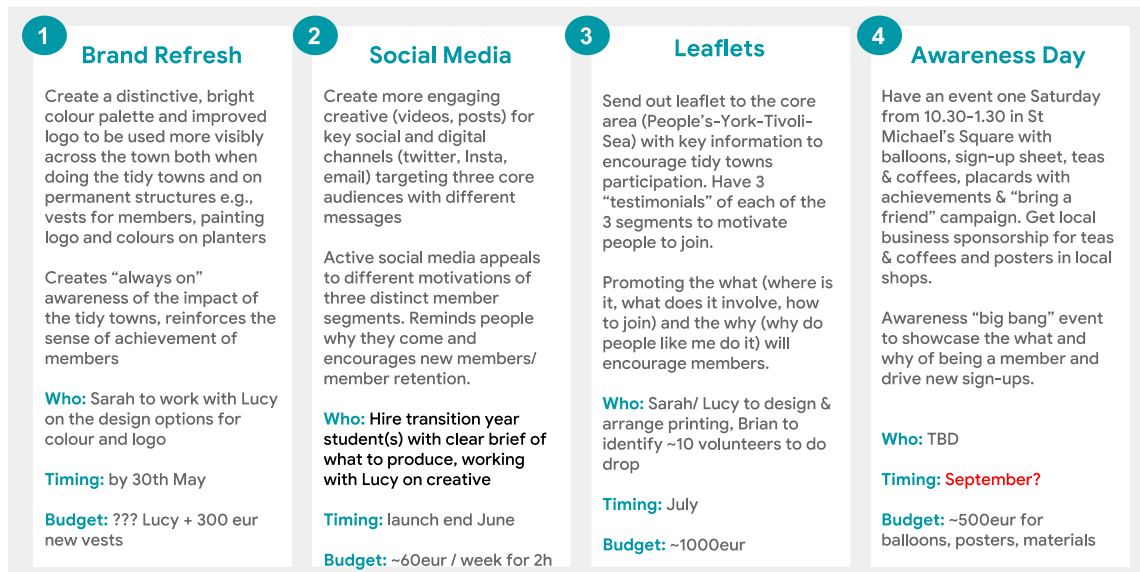 1
Brand Refresh
Create a distinctive, bright
colour palette and improved
logo to be used more visibly
across the town both when
doing the tidy towns and on
permanent structures e.g.,
vests for members, painting
logo and colours on planters
Creates “always on”
awareness of the impact of
the tidy towns, reinforces the
sense of achievement of
members
Who: Sarah to work with Lucy
on the design options for
colour and logo
Timing: by 30th May
Budget: ??? Lucy + 300 eur
new vests
2
Social Media
Create more engaging
creative (videos, posts) for
key social and digital
channels (twitter, Insta,
email) targeting three core
audiences with different
messages
Active social media appeals
to different motivations of
three distinct member
segments. Reminds people
why they come and
encourages new members/
member retention.
Who: Hire transition year
student(s) with clear brief of
what to produce, working
with Lucy on creative
Timing: launch end June
Budget: ~60eur / week for 2h
3
Leaflets
Send out leaflet to the core
area (People’s-York-Tivoli-
Sea) with key information to
encourage tidy towns
participation. Have 3
“testimonials” of each of the
3 segments to motivate
people to join.
Promoting the what (where is
it, what does it involve, how
to join) and the why (why do
people like me do it) will
encourage members.
Who: Sarah/ Lucy to design &
arrange printing, Brian to
identify ~10 volunteers to do
drop
Timing: July
Budget: ~1000eur
4
Awareness Day
Have an event one Saturday
from 10.30-1.30 in St
Michael’s Square with
balloons, sign-up sheet, teas
& coffees, placards with
achievements & “bring a
friend” campaign. Get local
business sponsorship for teas
& coffees and posters in local
shops.
Awareness “big bang” event
to showcase the what and
why of being a member and
drive new sign-ups.
Who: TBD
Timing: September?
Budget: ~500eur for
balloons, posters, materials